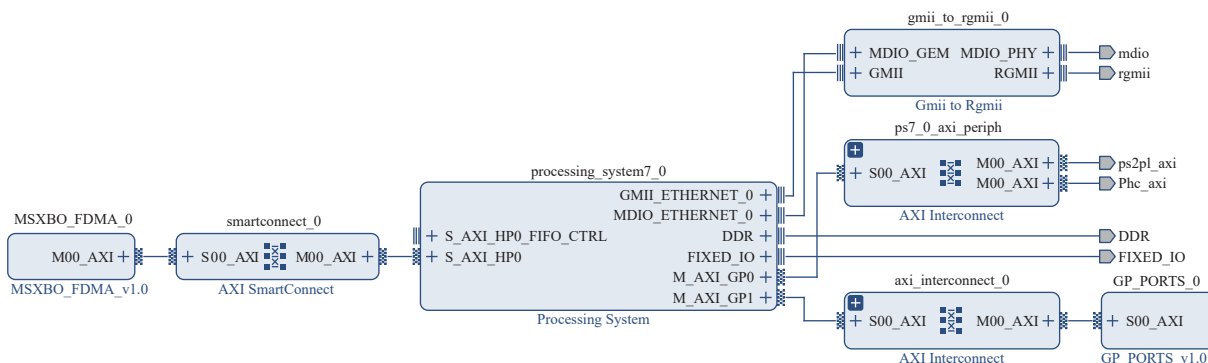 gmii_to_rgmii_0
MDIO_GEM MDIO_PHY
GMII RGMII
mdio
rgmii
Gmii to Rgmii
ps7_0_axi_periph
S00_AXI
M00_AXI
M00_AXI
ps2pl_axi
Phc_axi
AXI Interconnect
processing_system7_0
GMII_ETHERNET_0
MDIO_ETHERNET_0
S_AXI_HP0_FIFO_CTRL DDR
S_AXI_HP0 FIXED_IO
M_AXI_GP0
M_AXI_GP1
Processing System
DDR
FIXED_IO
MSXBO_FDMA_0
M00_AXI
MSXBO_FDMA_v1.0
smartconnect_0
S00_AXI M00_AXI
AXI SmartConnect
axi_interconnect_0
S00_AXI M00_AXI
AXI Interconnect
GP_PORTS_0
S00_AXI
GP_PORTS_v1.0